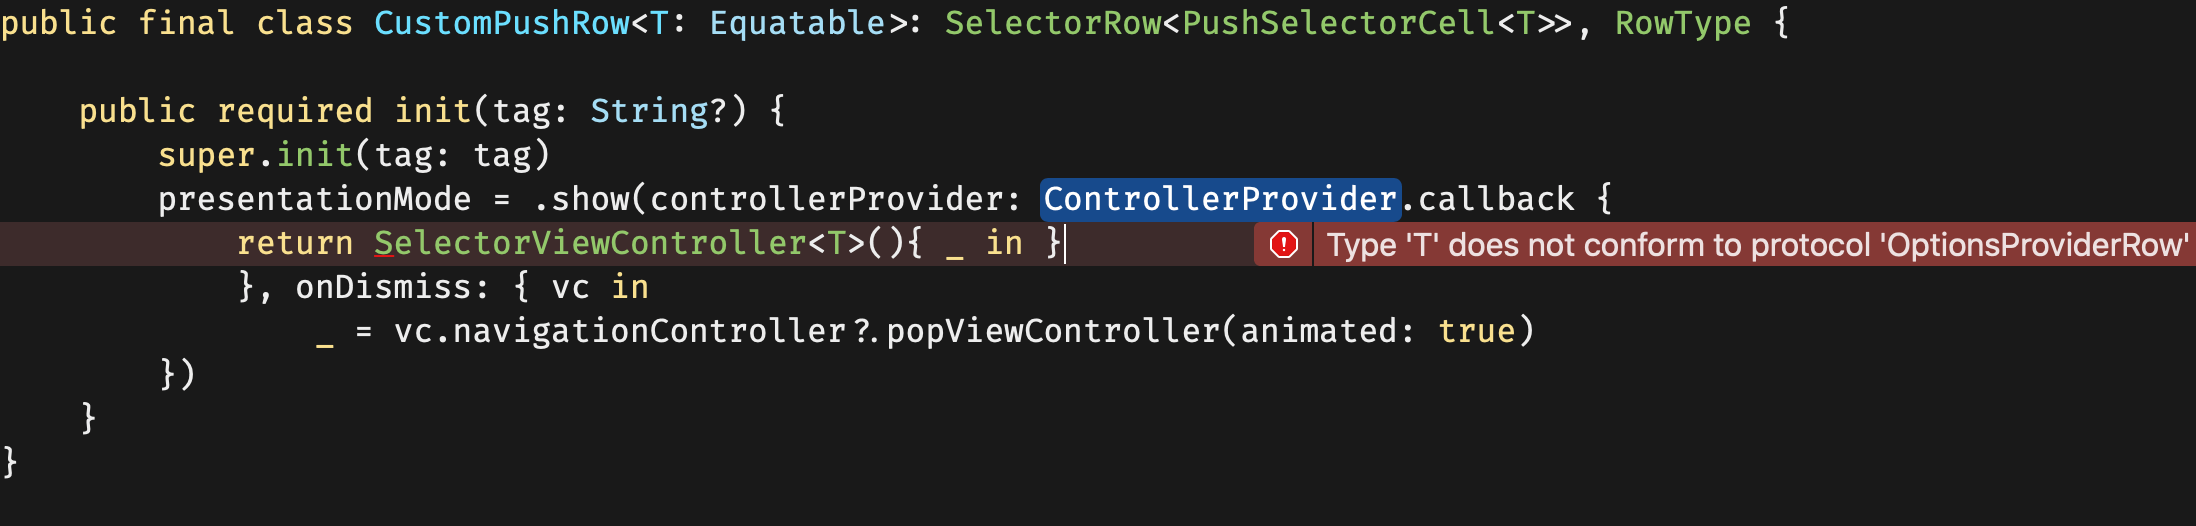 public final class CustomPushRow<T: Equatable>: SelectorRow<PushSelectorCell<T>>, RowType {
public required init(tag: String?) {
super.init(tag: tag)
presentationMode = .show(controllerProvider: ControllerProvider.callback {
return SelectorViewController<T>(){ _ in } Type 'T' does not conform to protocol 'OptionsProviderRow'
}, onDismiss: { vc in
_ = vc.navigationController?.popViewController(animated: true)
})
}
}